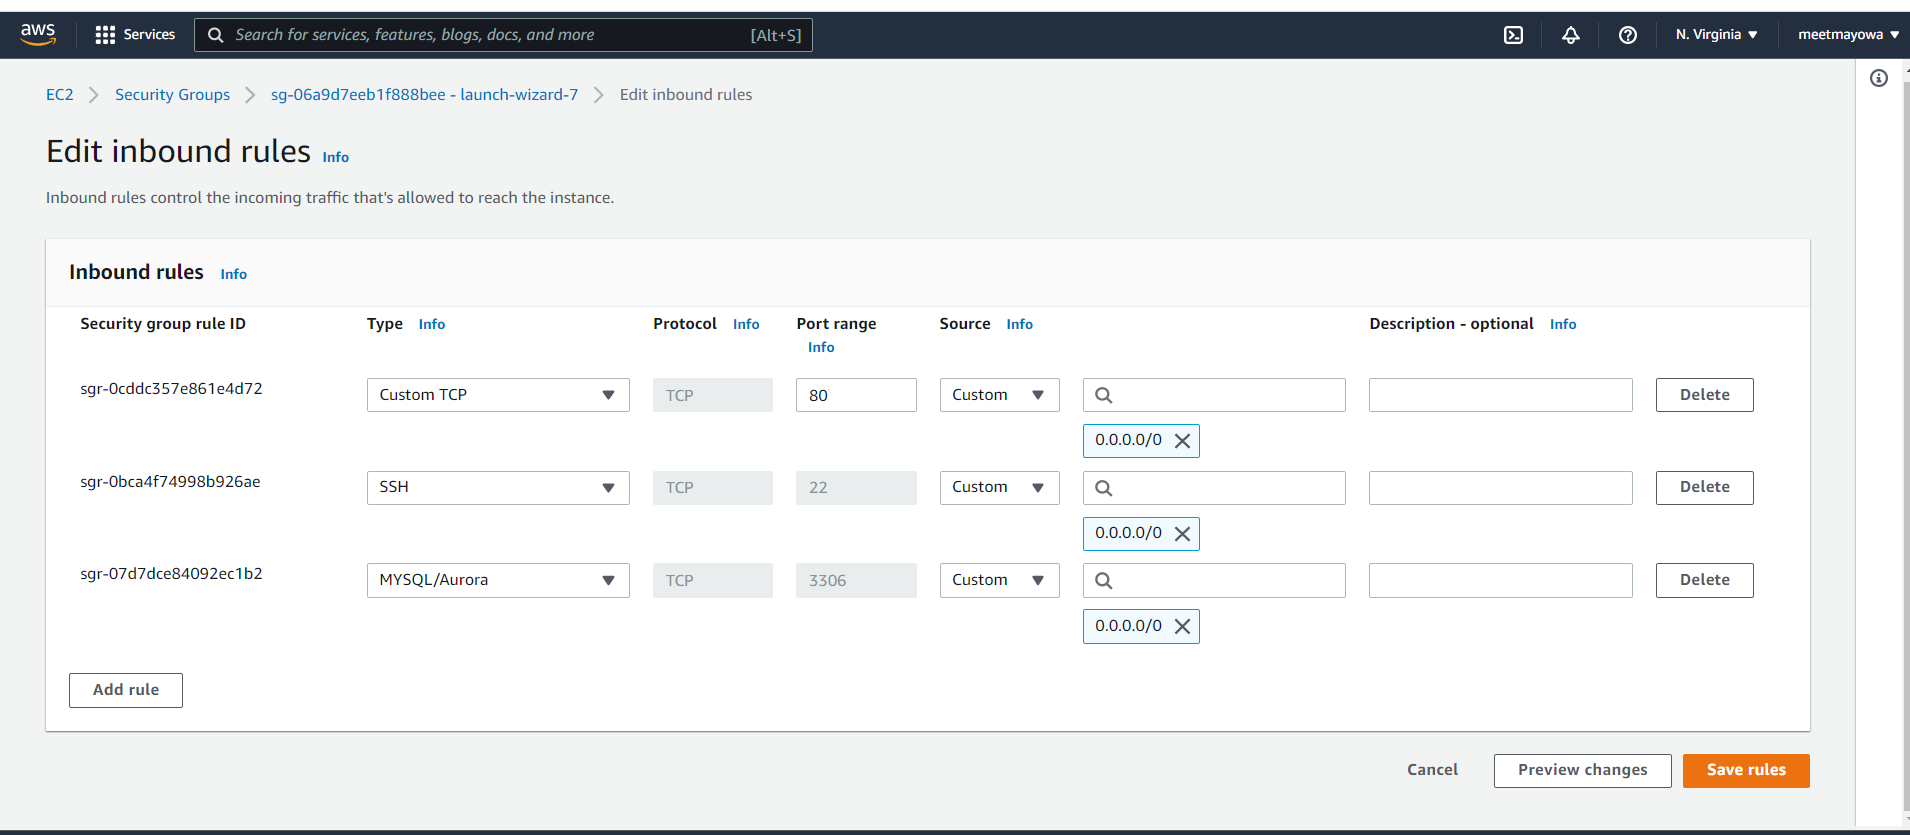 aws Services Search for services, features, blogs, docs, and more [Alt+S] N. Virginia meetmayowa
EC2 Security Groups sg-06a9d7eeb1f888bee - launch-wizard-7 Edit inbound rules
Edit inbound rules Info
Inbound rules control the incoming traffic that's allowed to reach the instance.
Inbound rules Info
Security group rule ID Type Info Protocol Info Port range Source Info Description - optional Info
Info
sgr-0cddc357e861e4d72 Custom TCP TCP 80 Custom Delete
0.0.0.0/0
sgr-0bca4f74998b926ae SSH TCP 22 Custom Delete
0.0.0.0/0
sgr-07d7dce84092ec1b2 MYSQL/Aurora TCP 3306 Custom Delete
0.0.0.0/0
Add rule
Cancel Preview changes Save rules